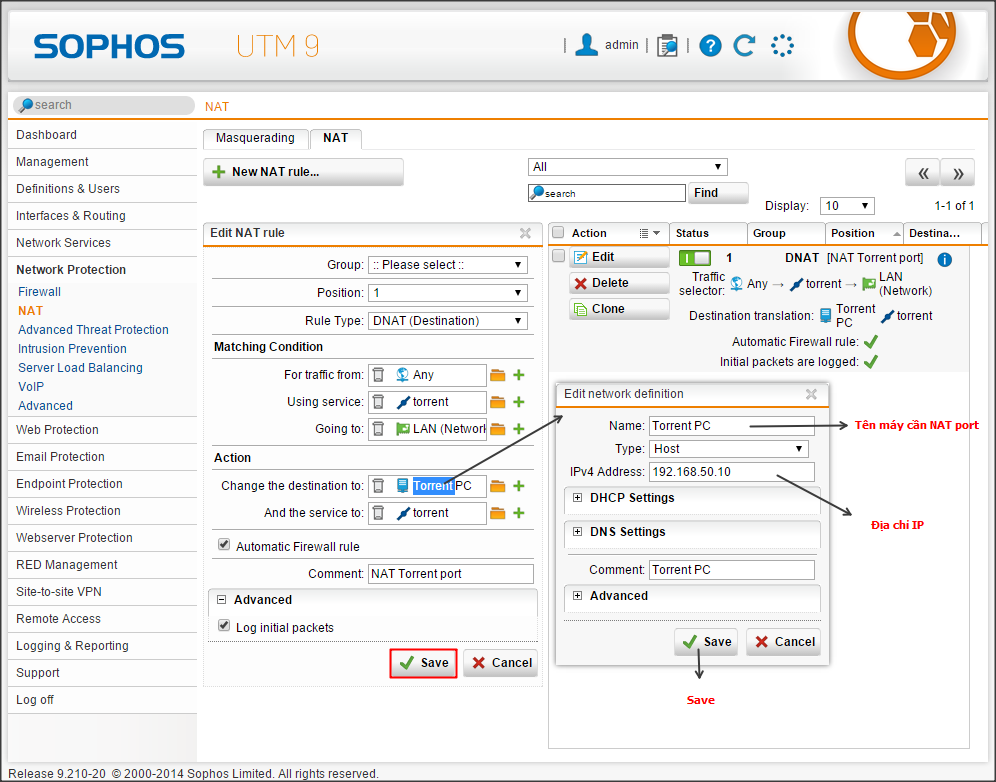 SOPHOS UTM 9
| admin | | ?
search
NAT
Dashboard
Management
Definitions & Users
Interfaces & Routing
Network Services
Network Protection
Firewall
NAT
Advanced Threat Protection
Intrusion Prevention
Server Load Balancing
VoIP
Advanced
Web Protection
Email Protection
Endpoint Protection
Wireless Protection
Webserver Protection
RED Management
Site-to-site VPN
Remote Access
Logging & Reporting
Support
Log off
Masquerading NAT
New NAT rule...
All
search Find
« »
Display: 10 1-1 of 1
Edit NAT rule
Group: :: Please select ::
Position: 1
Rule Type: DNAT (Destination)
Matching Condition
For traffic from: Any
Using service: torrent
Going to: LAN (Network
Action
Change the destination to: Torrent PC
And the service to: torrent
Automatic Firewall rule
Comment: NAT Torrent port
Advanced
Log initial packets
Save Cancel
Action Status Group Position Destina...
Edit 1 DNAT [NAT Torrent port]
Delete
Clone
Traffic selector: Any → torrent → LAN (Network)
Destination translation: Torrent PC torrent
Automatic Firewall rule:
Initial packets are logged:
Edit network definition
Name: Torrent PC
Type: Host
IPv4 Address: 192.168.50.10
DHCP Settings
DNS Settings
Comment: Torrent PC
Advanced
Save Cancel
Tên máy cần NAT port
Địa chỉ IP
Save
Release 9.210-20 © 2000-2014 Sophos Limited. All rights reserved.